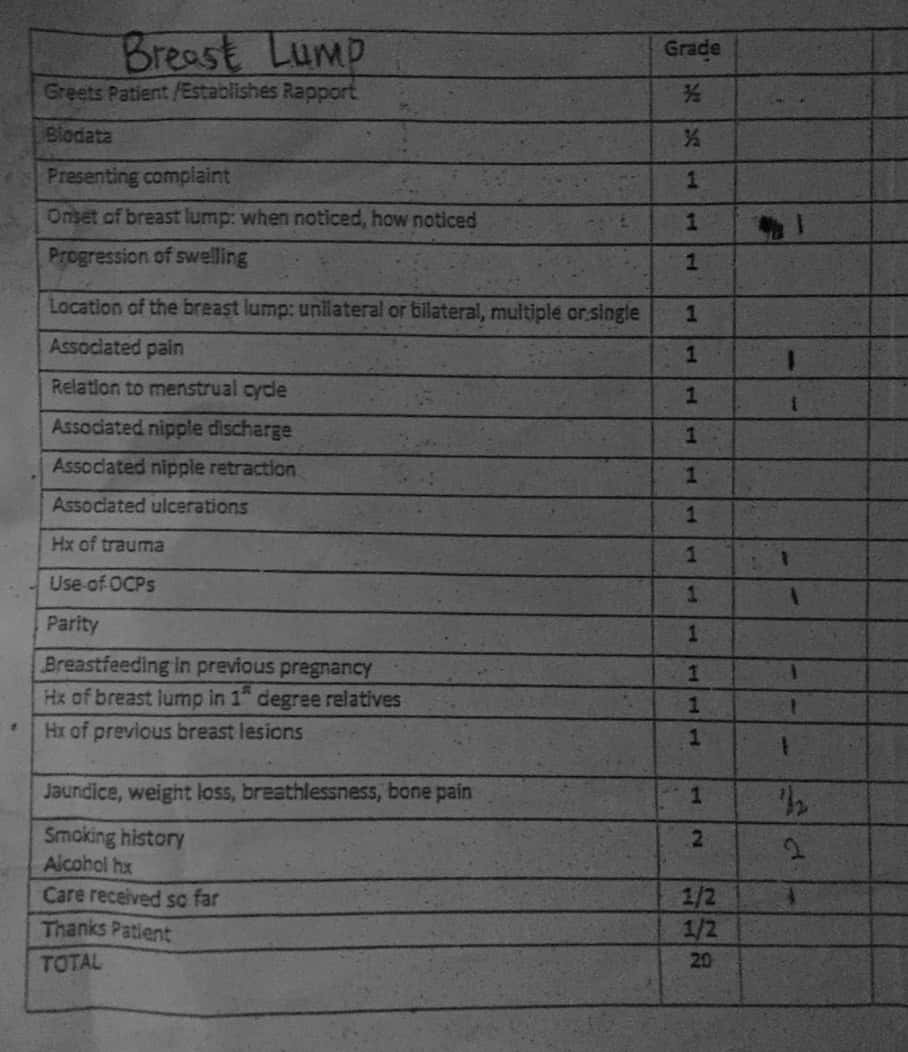 Breast Lump Grade
Greets Patient /Establishes Rapport ½
Biodata ½
Presenting complaint 1
Onset of breast lump: when noticed, how noticed 1 1
Progression of swelling 1
Location of the breast lump: unilateral or bilateral, multiple or single 1
Associated pain 1 1
Relation to menstrual cycle 1 1
Associated nipple discharge 1
Associated nipple retraction 1
Associated ulcerations 1
Hx of trauma 1 1
Use of OCPs 1 1
Parity 1
Breastfeeding in previous pregnancy 1 1
Hx of breast lump in 1st degree relatives 1 1
Hx of previous breast lesions 1 1
Jaundice, weight loss, breathlessness, bone pain 1 1/2
Smoking history 2 2
Alcohol hx
Care received so far 1/2 1
Thanks Patient 1/2
TOTAL 20